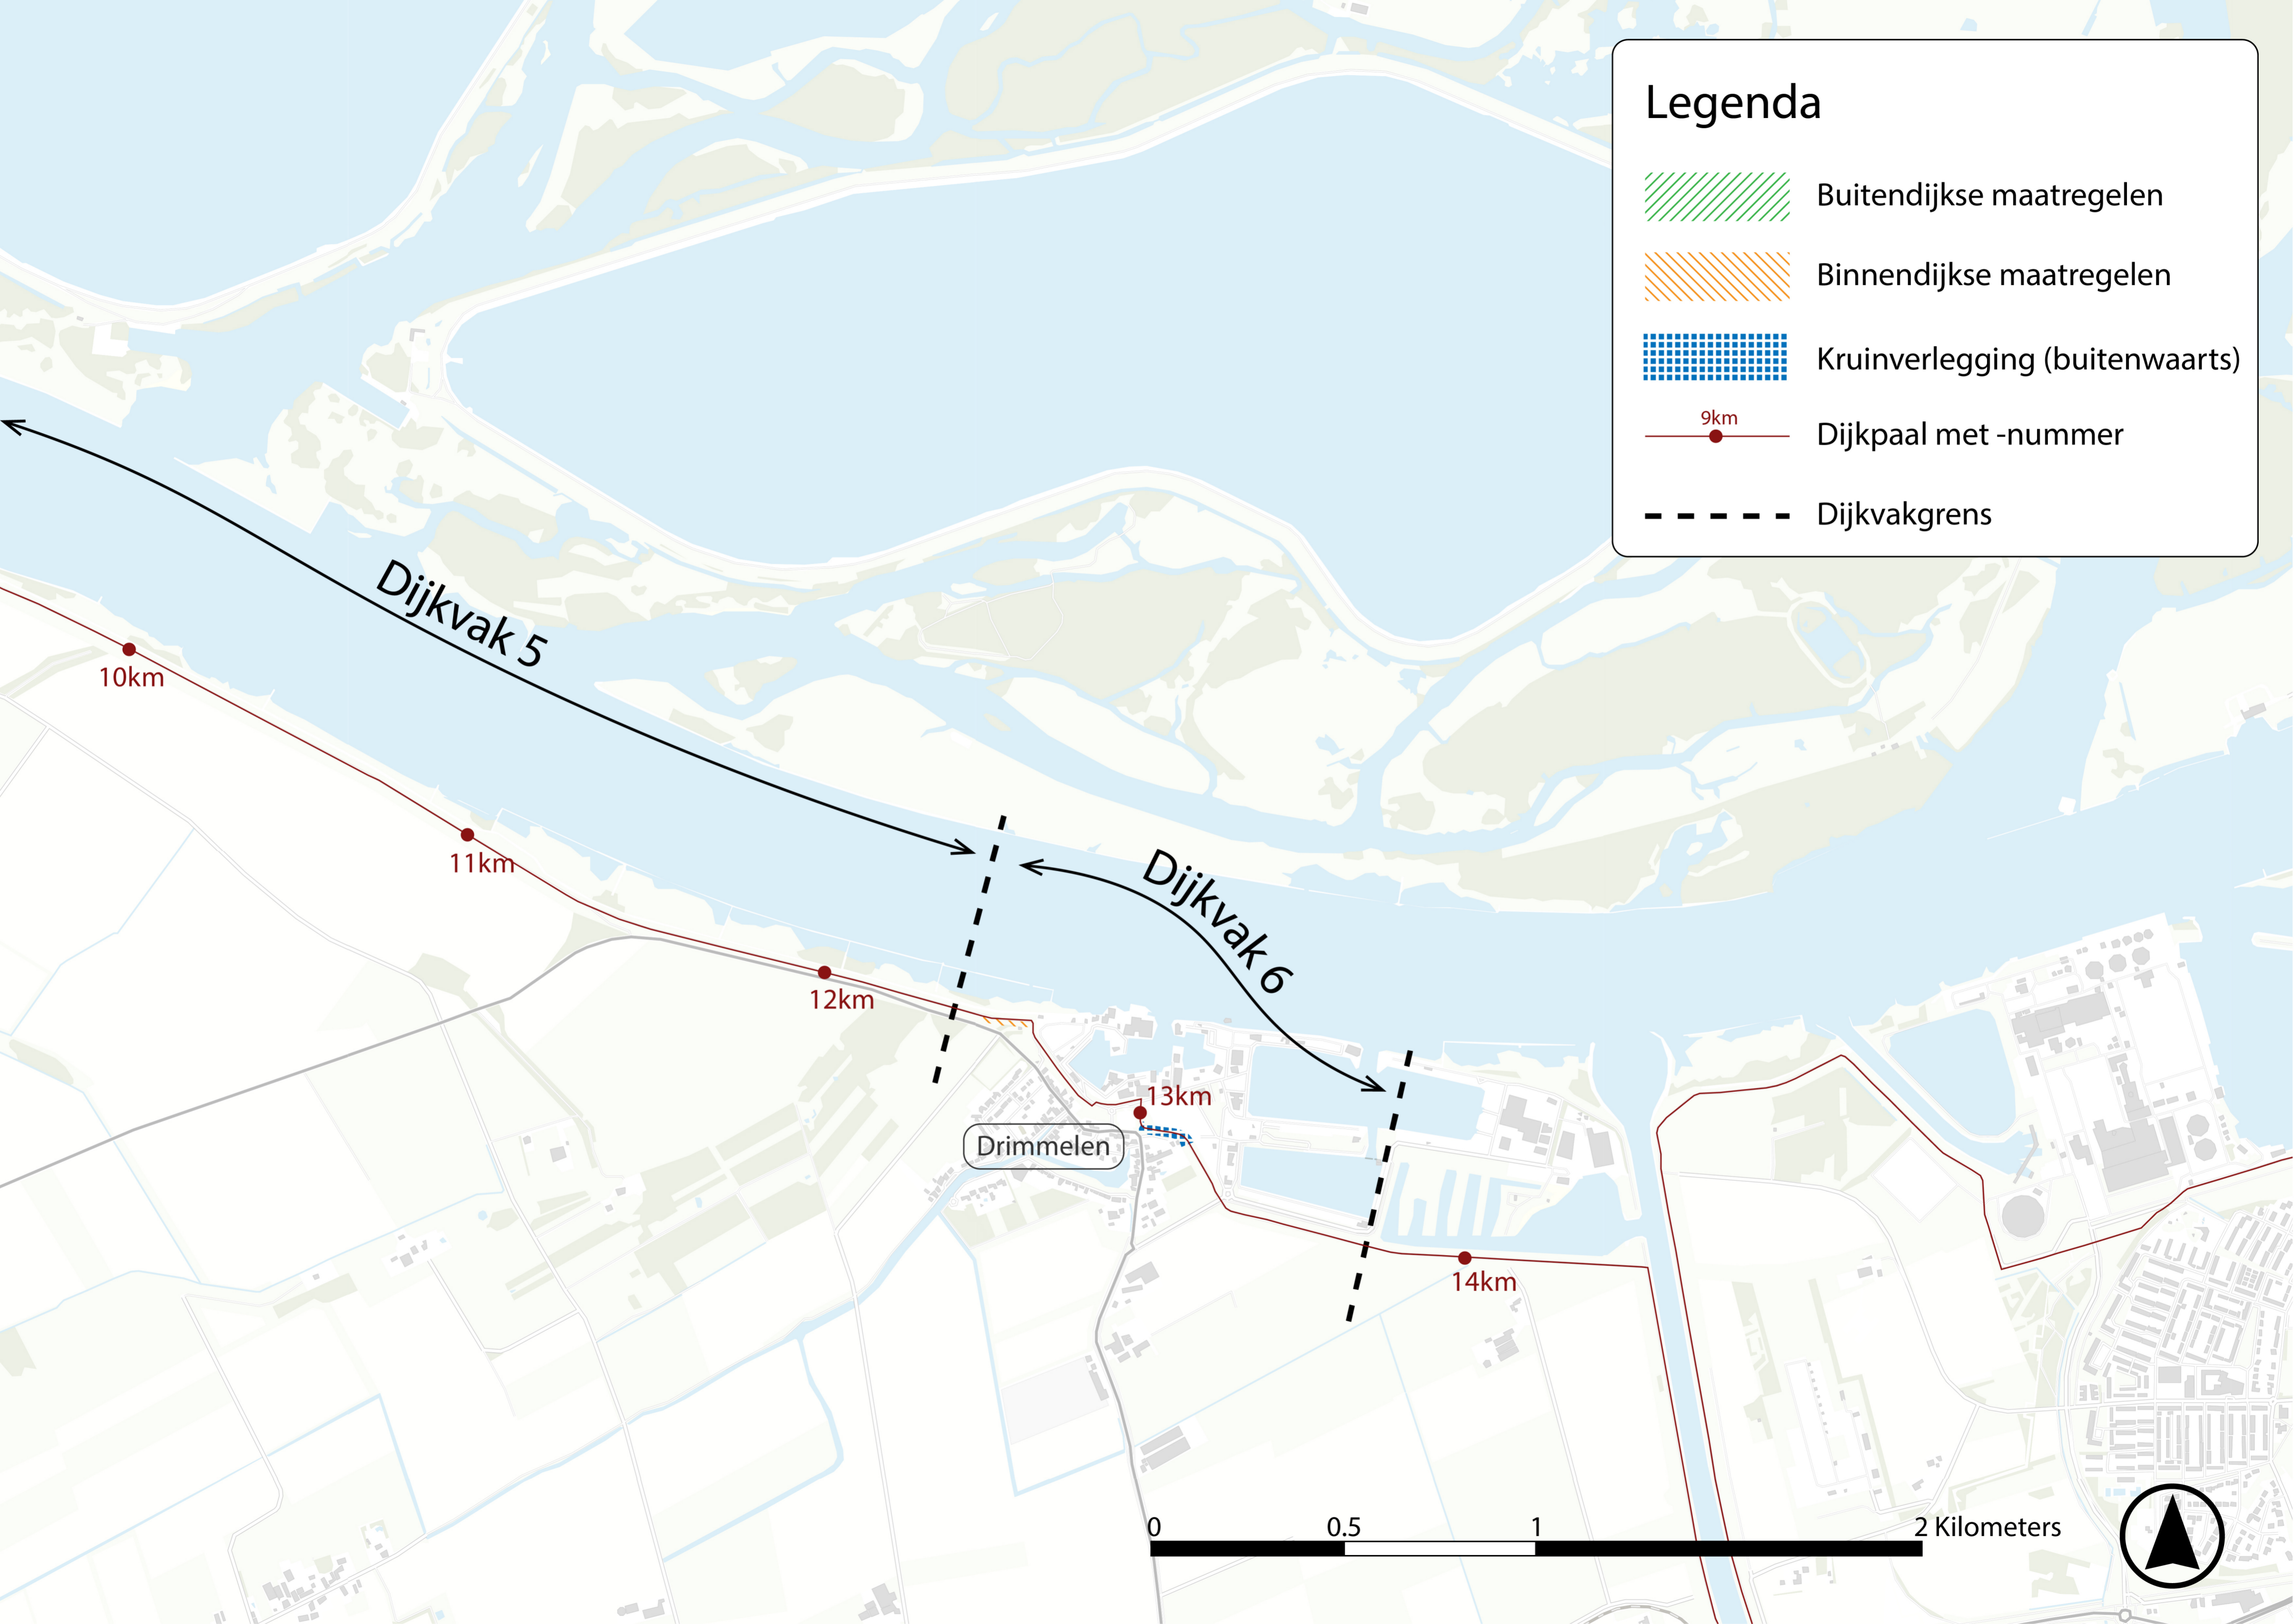 Legenda
Buitendijkse maatregelen
Binnendijkse maatregelen
Kruinverlegging (buitenwaarts)
9km
Dijkpaal met -nummer
Dijkvakgrens
Dijkvak 5
10km
11km
Dijkvak 6
12km
13km
Drimmelen
14km
0 0.5 1 2 Kilometers